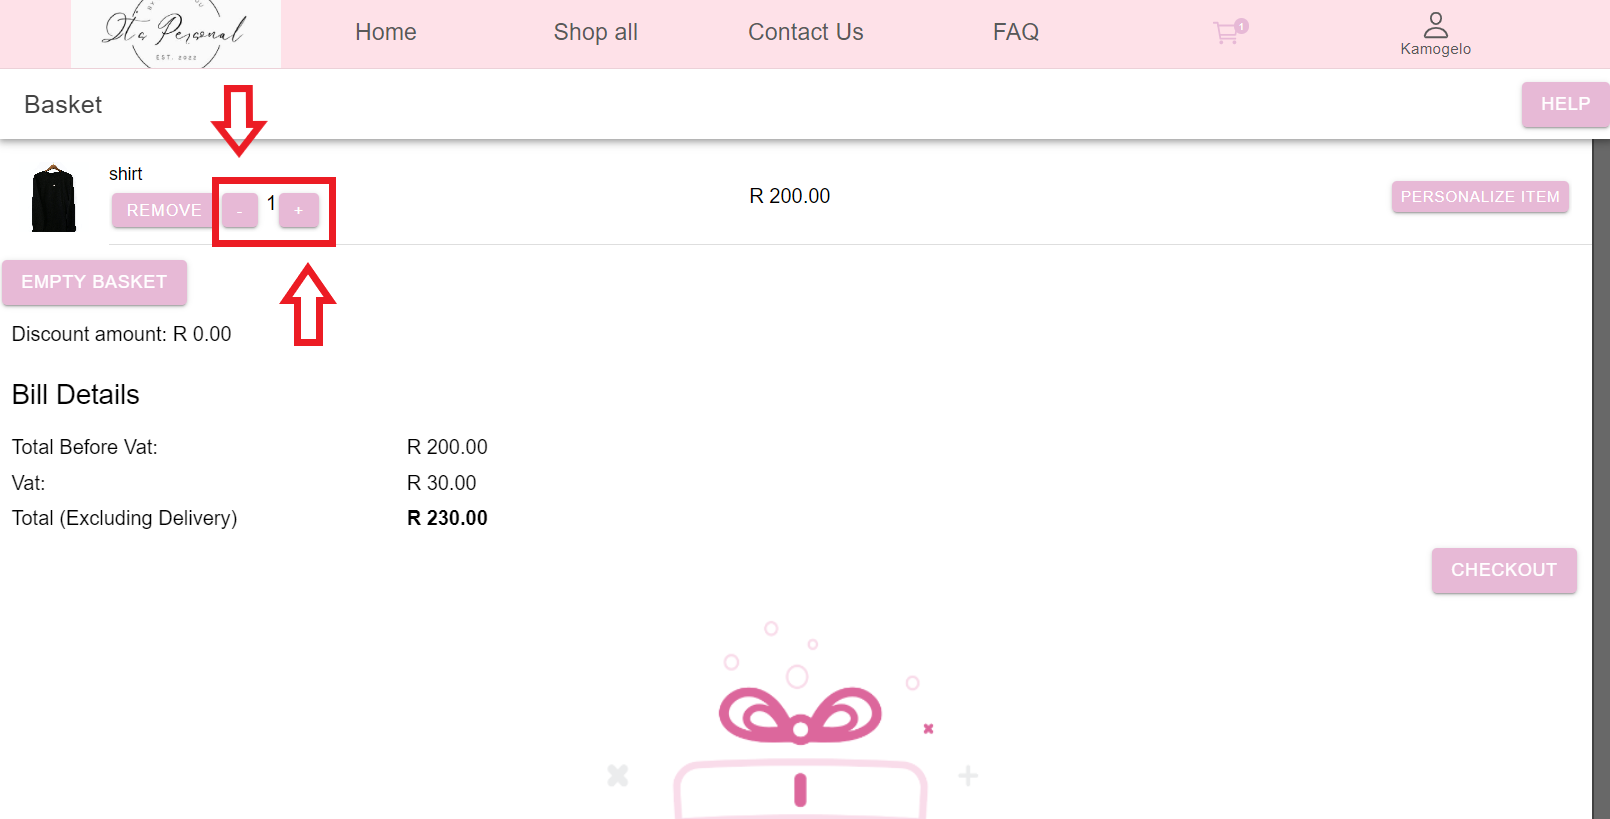 It's Personal
EST. 2022
Home
Shop all
Contact Us
FAQ
1
Kamogelo
Basket
HELP
shirt
REMOVE
-
1
+
R 200.00
PERSONALIZE ITEM
EMPTY BASKET
Discount amount: R 0.00
Bill Details
Total Before Vat: R 200.00
Vat: R 30.00
Total (Excluding Delivery) R 230.00
CHECKOUT